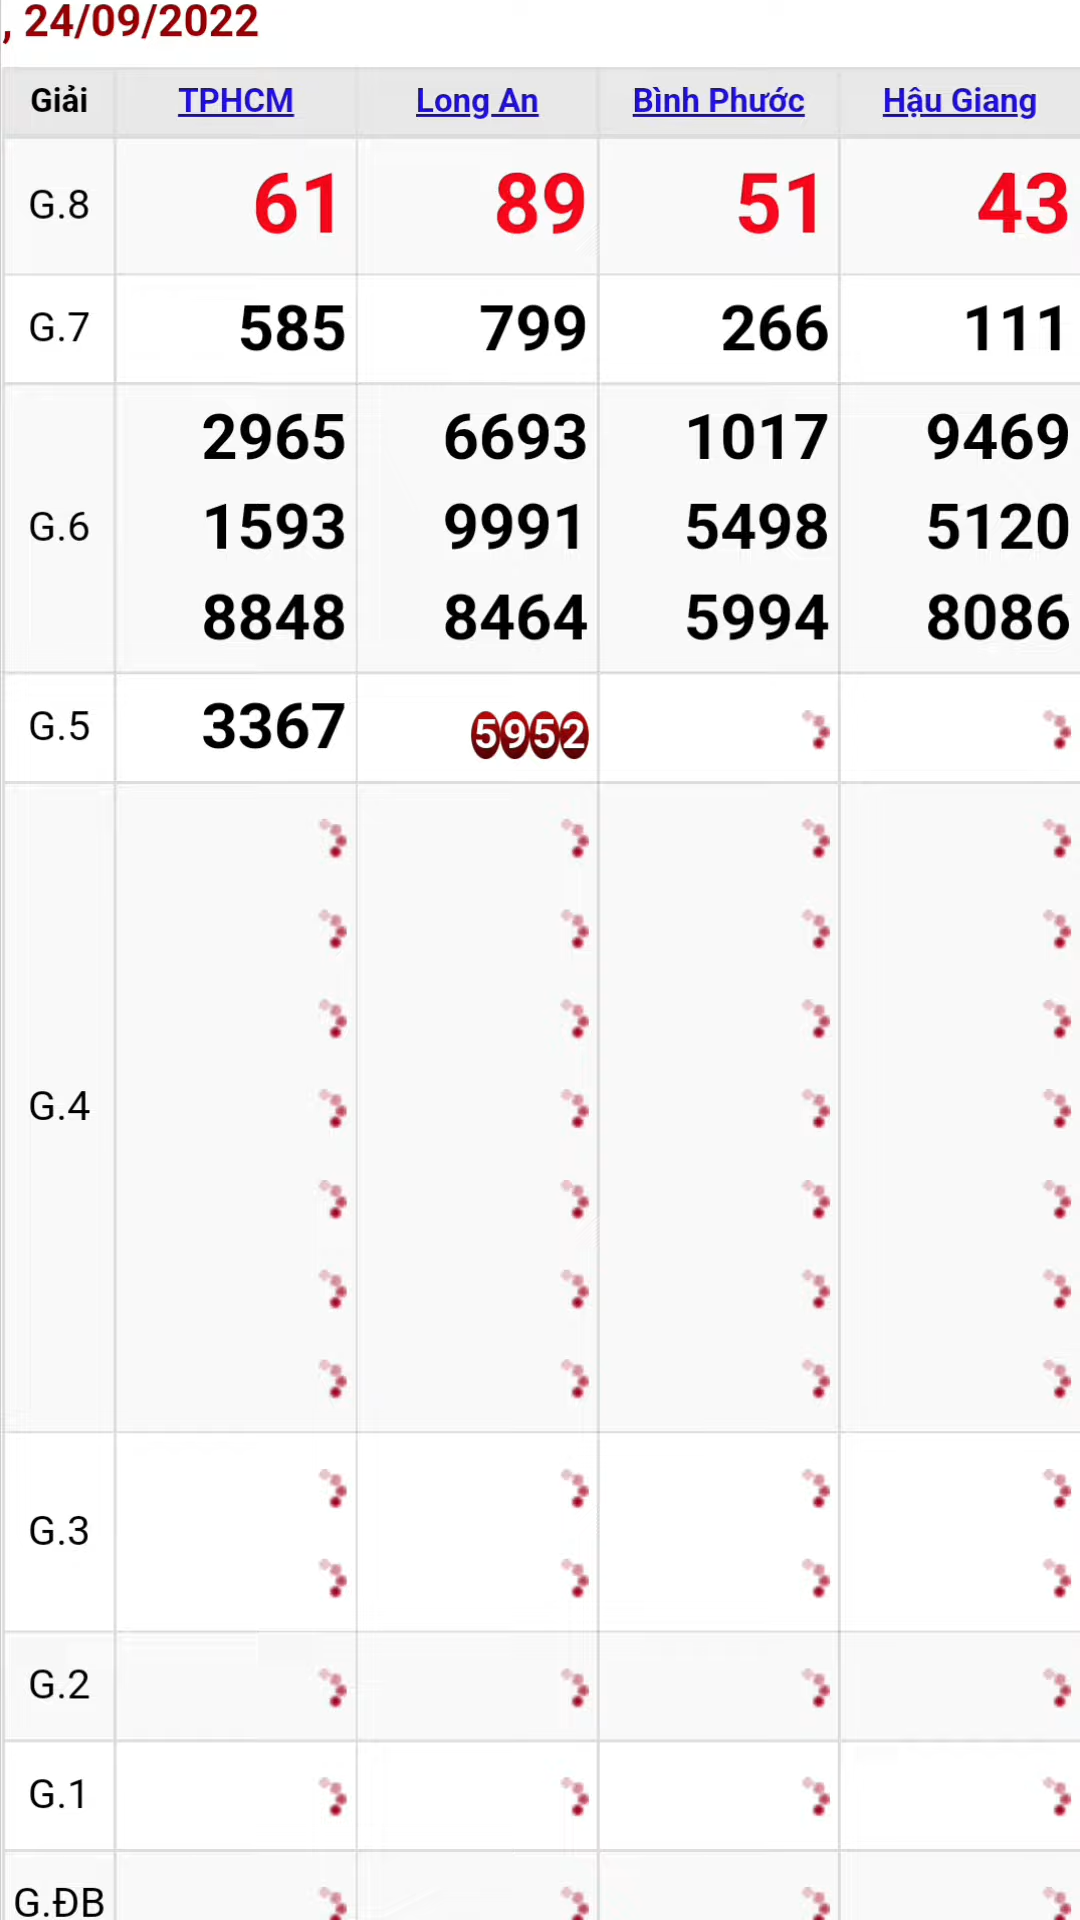 , 24/09/2022
Giải TPHCM Long An Bình Phước Hậu Giang
G.8 61 89 51 43
G.7 585 799 266 111
2965 6693 1017 9469
G.6 1593 9991 5498 5120
8848 8464 5994 8086
G.5 3367 5952
G.4
G.3
G.2
G.1
G.ĐB